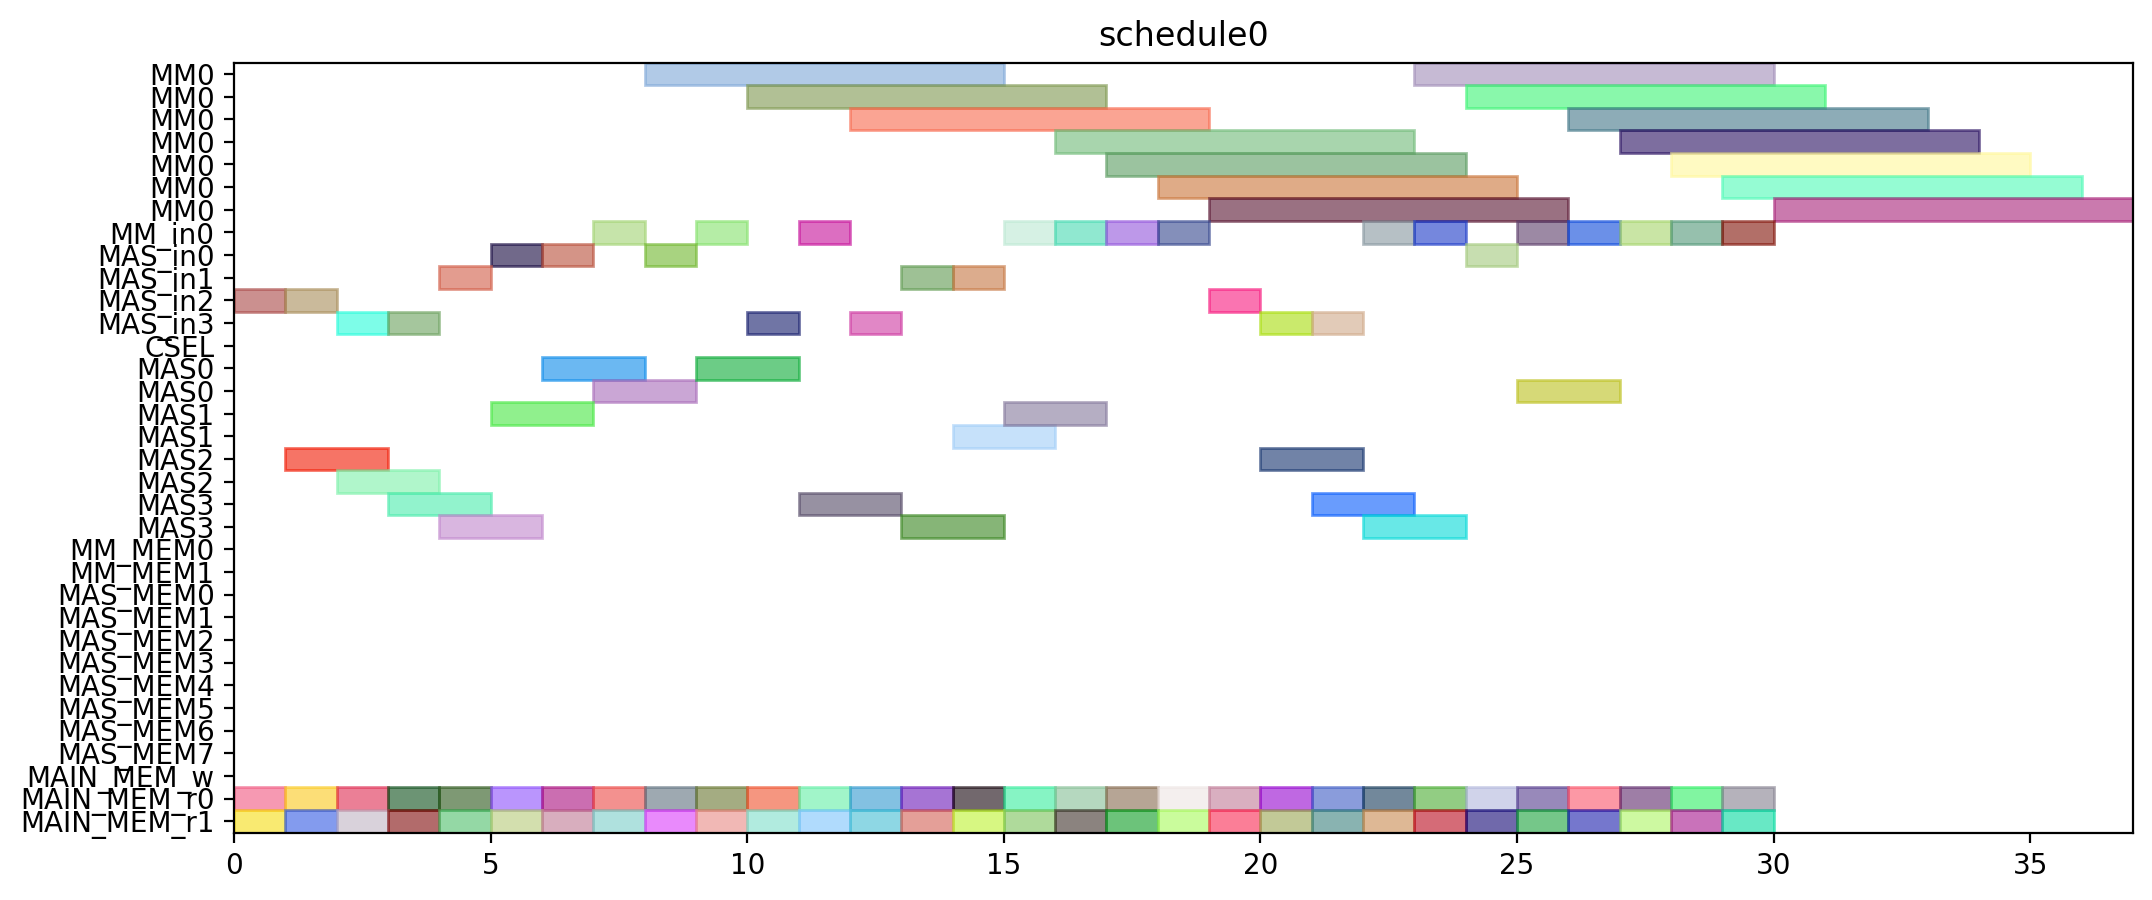 schedule0
MM0
MM0
MM0
MM0
MM0
MM0
MM0
MM_in0
MAS_in0
MAS_in1
MAS_in2
MAS_in3
CSEL
MAS0
MAS0
MAS1
MAS1
MAS2
MAS2
MAS3
MAS3
MM_MEM0
MM_MEM1
MAS_MEM0
MAS_MEM1
MAS_MEM2
MAS_MEM3
MAS_MEM4
MAS_MEM5
MAS_MEM6
MAS_MEM7
MAIN_MEM_w
MAIN_MEM_r0
MAIN_MEM_r1
0 5 10 15 20 25 30 35